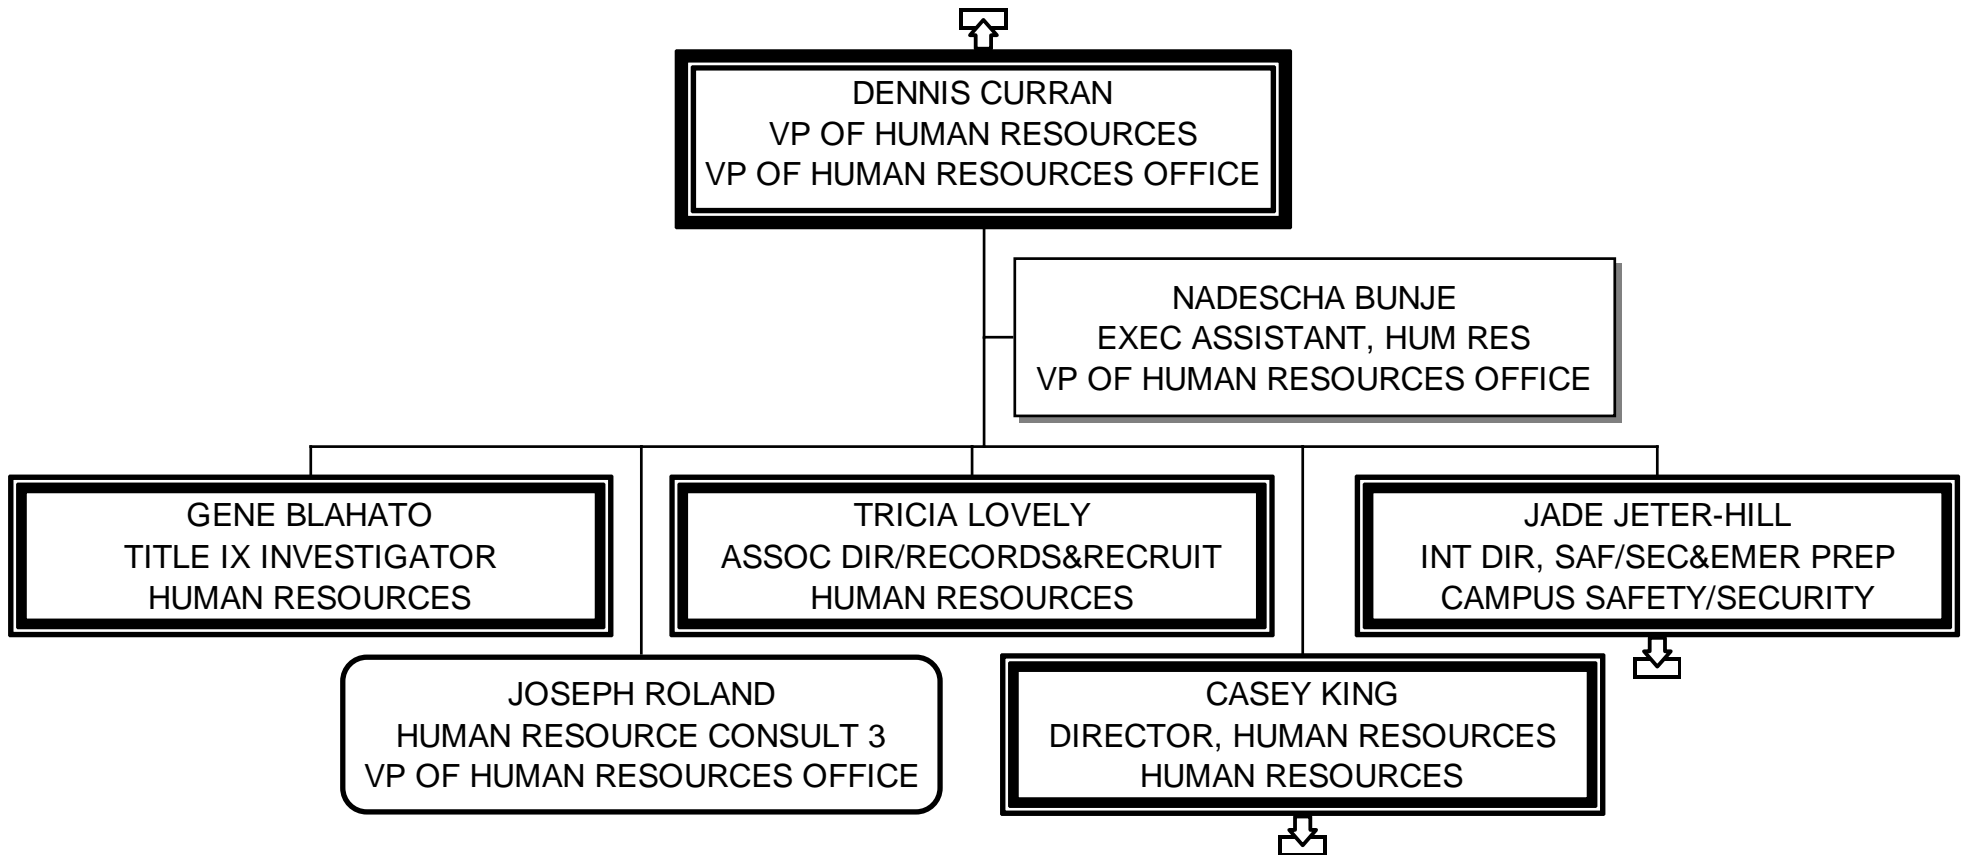 DENNIS CURRAN
VP OF HUMAN RESOURCES
VP OF HUMAN RESOURCES OFFICE
NADESCHA BUNJE
EXEC ASSISTANT, HUM RES
VP OF HUMAN RESOURCES OFFICE
GENE BLAHATO
TITLE IX INVESTIGATOR
HUMAN RESOURCES
TRICIA LOVELY
ASSOC DIR/RECORDS&RECRUIT
HUMAN RESOURCES
JADE JETER-HILL
INT DIR, SAF/SEC&EMER PREP
CAMPUS SAFETY/SECURITY
JOSEPH ROLAND
HUMAN RESOURCE CONSULT 3
VP OF HUMAN RESOURCES OFFICE
CASEY KING
DIRECTOR, HUMAN RESOURCES
HUMAN RESOURCES